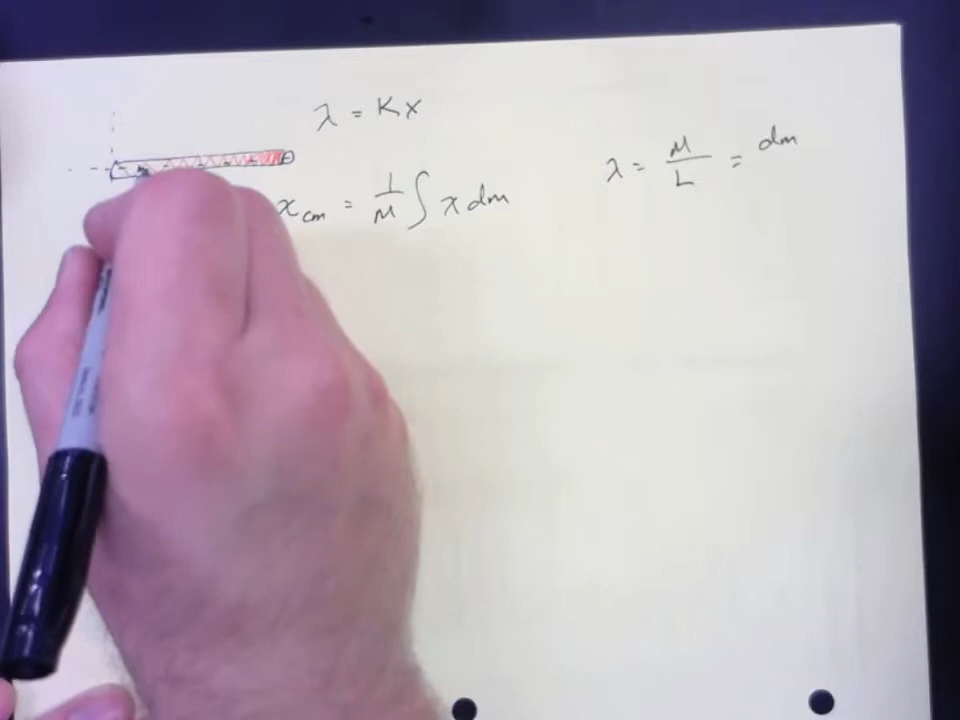 λ = Kx
λ = M/L = dm
x_cm = 1/M ∫ x dm